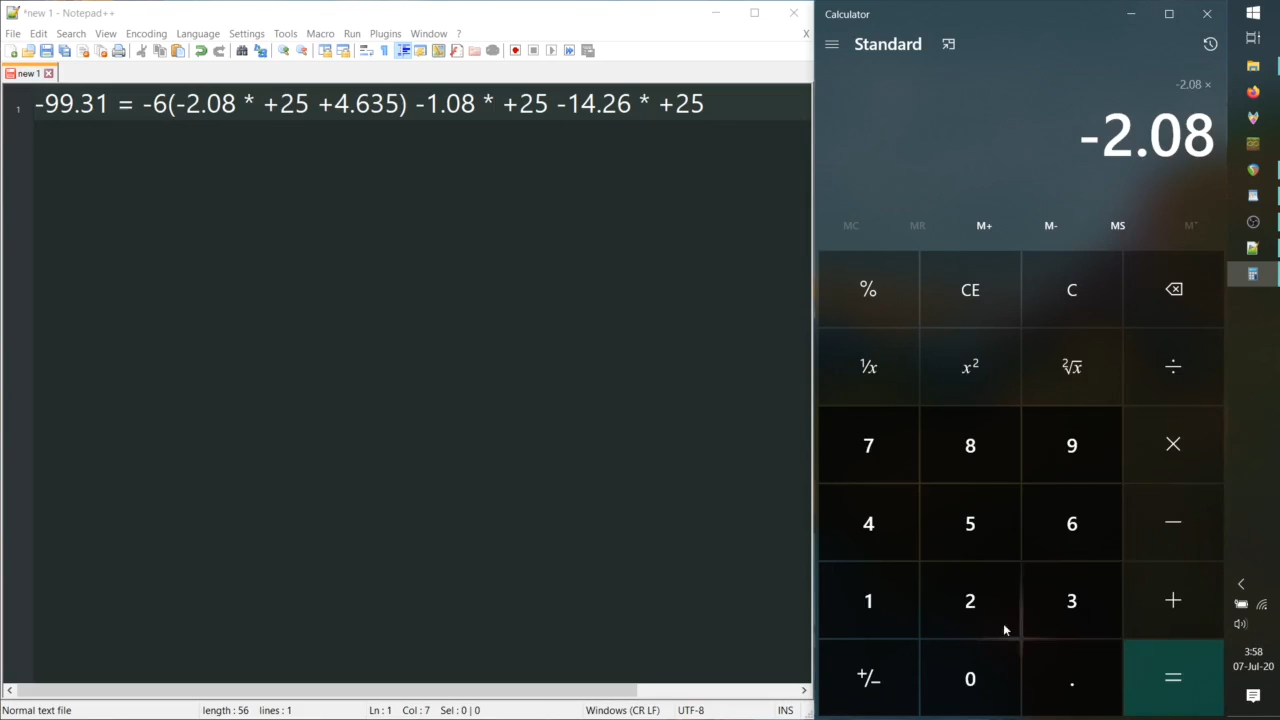 *new 1 - Notepad++
File Edit Search View Encoding Language Settings Tools Macro Run Plugins Window ? X
new 1
1 -99.31 = -6(-2.08 * +25 +4.635) -1.08 * +25 -14.26 * +25
Normal text file length : 56 lines : 1 Ln : 1 Col : 7 Sel : 0 | 0 Windows (CR LF) UTF-8 INS
Calculator
Standard
-2.08 ×
-2.08
MC MR M+ M- MS M˅
% CE C
⅟x x² ²√x ÷
7 8 9 ×
4 5 6 −
1 2 3 +
+/− 0 . =
3:58
07-Jul-20